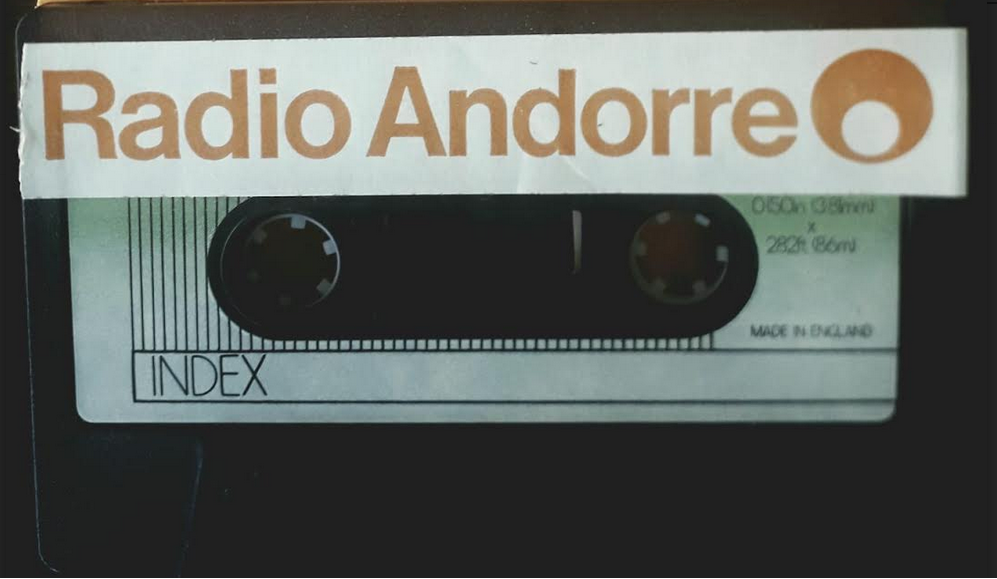 Radio Andorre
0·150in (3·81mm)
x
282ft (86m)
MADE IN ENGLAND
INDEX